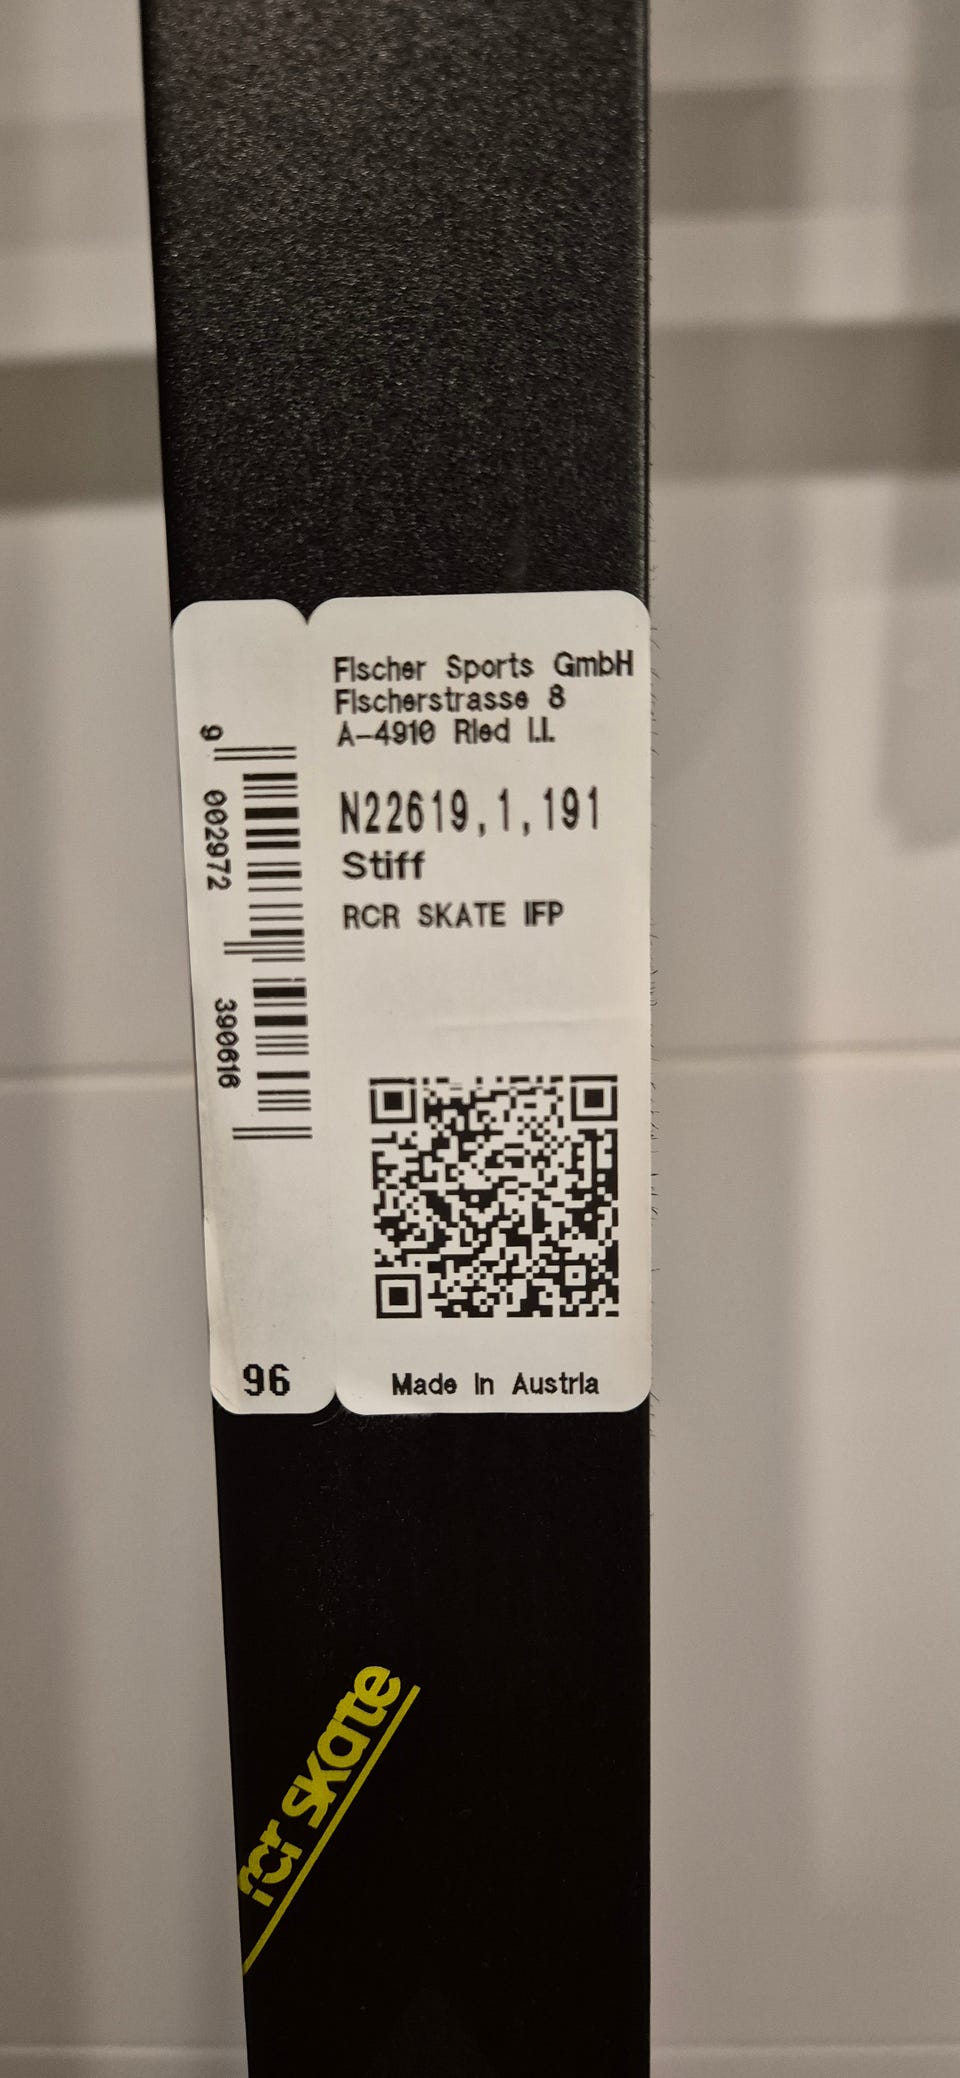 Fischer Sports GmbH
Fischerstrasse 8
A-4910 Ried I.I.
N22619,1,191
Stiff
RCR SKATE IFP
9 002972 390616
96
Made In Austria
rcr skate